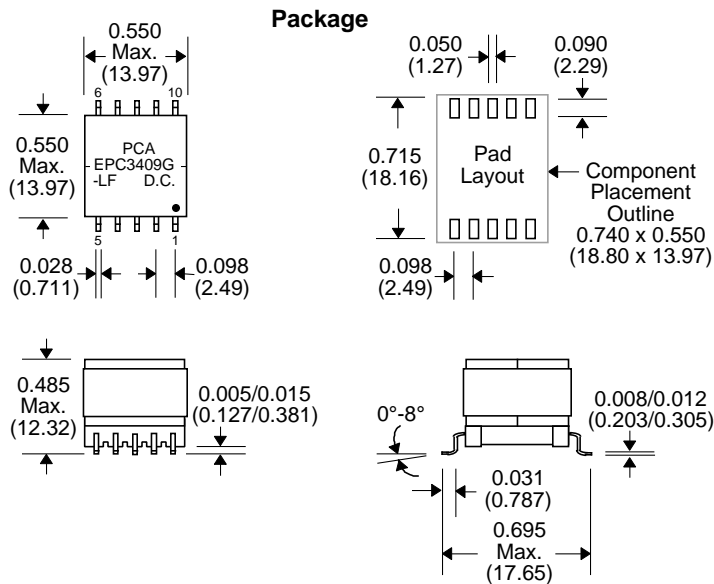 Package
0.550
Max.
(13.97)
6
10
0.550
Max.
(13.97)
PCA
EPC3409G
-LF D.C.
5
1
0.028
(0.711)
0.098
(2.49)
0.050
(1.27)
0.090
(2.29)
0.715
(18.16)
Pad
Layout
Component
Placement
Outline
0.740 x 0.550
(18.80 x 13.97)
0.098
(2.49)
0.485
Max.
(12.32)
0.005/0.015
(0.127/0.381)
0°-8°
0.008/0.012
(0.203/0.305)
0.031
(0.787)
0.695
Max.
(17.65)